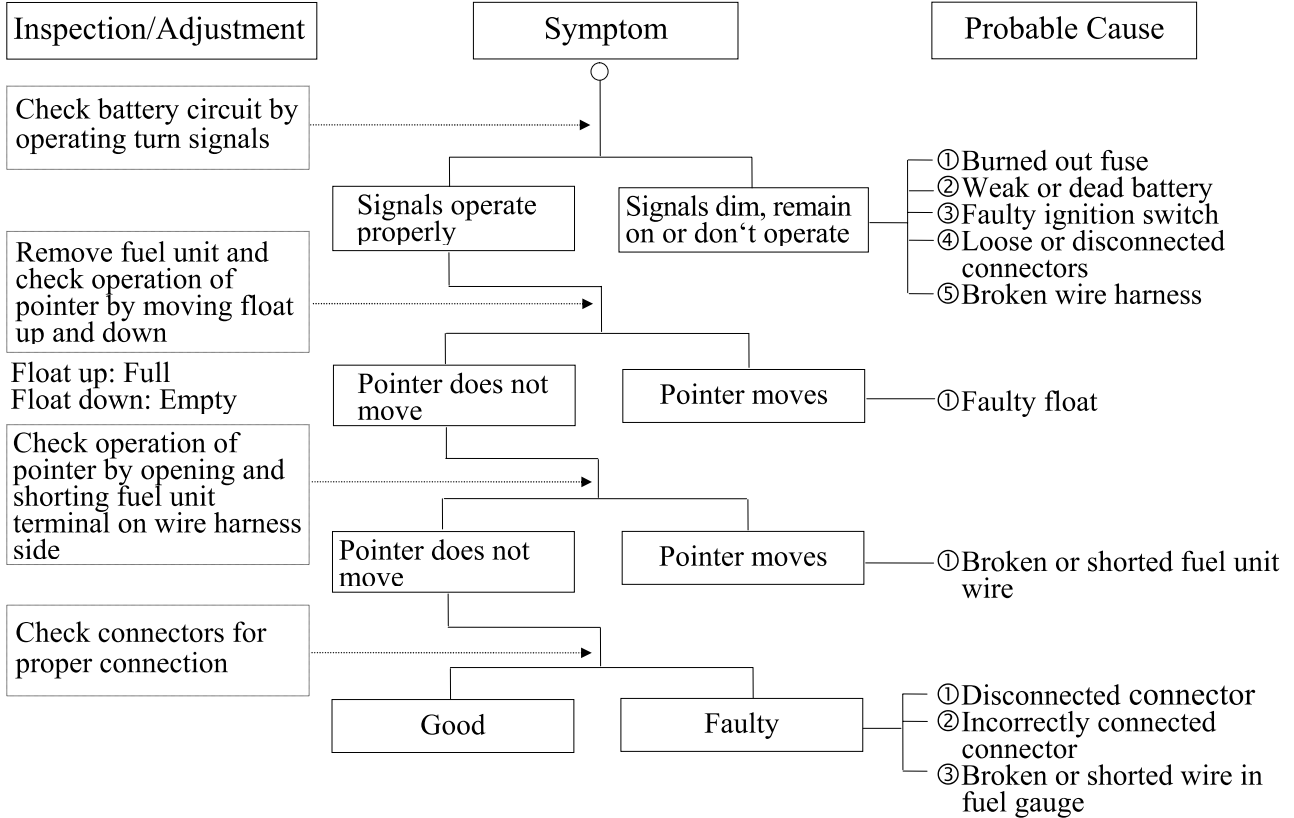 Inspection/Adjustment
Symptom
Probable Cause
Check battery circuit by
operating turn signals
Signals operate
properly
Signals dim, remain
on or don‘t operate
①Burned out fuse
②Weak or dead battery
③Faulty ignition switch
④Loose or disconnected
connectors
⑤Broken wire harness
Remove fuel unit and
check operation of
pointer by moving float
up and down
Float up: Full
Float down: Empty
Pointer does not
move
Pointer moves
①Faulty float
Check operation of
pointer by opening and
shorting fuel unit
terminal on wire harness
side
Pointer does not
move
Pointer moves
①Broken or shorted fuel unit
wire
Check connectors for
proper connection
Good
Faulty
①Disconnected connector
②Incorrectly connected
connector
③Broken or shorted wire in
fuel gauge